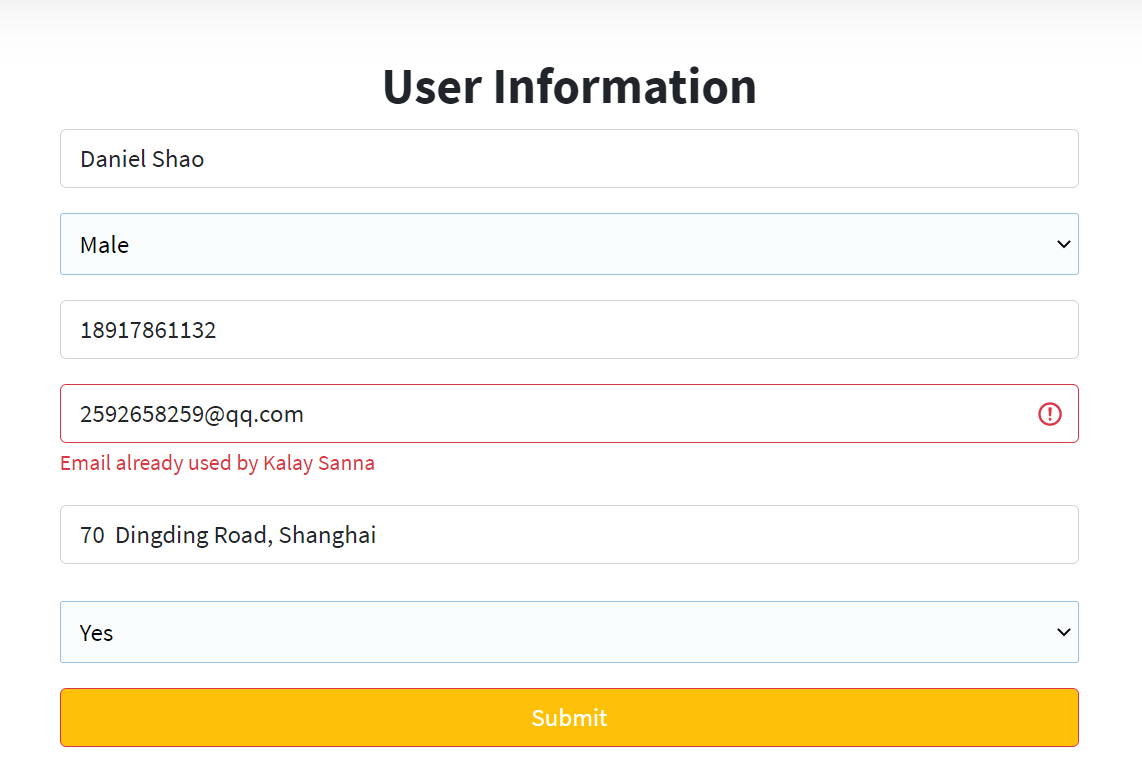 User Information
Daniel Shao
Male
18917861132
2592658259@qq.com
Email already used by Kalay Sanna
70  Dingding Road, Shanghai
Yes
Submit